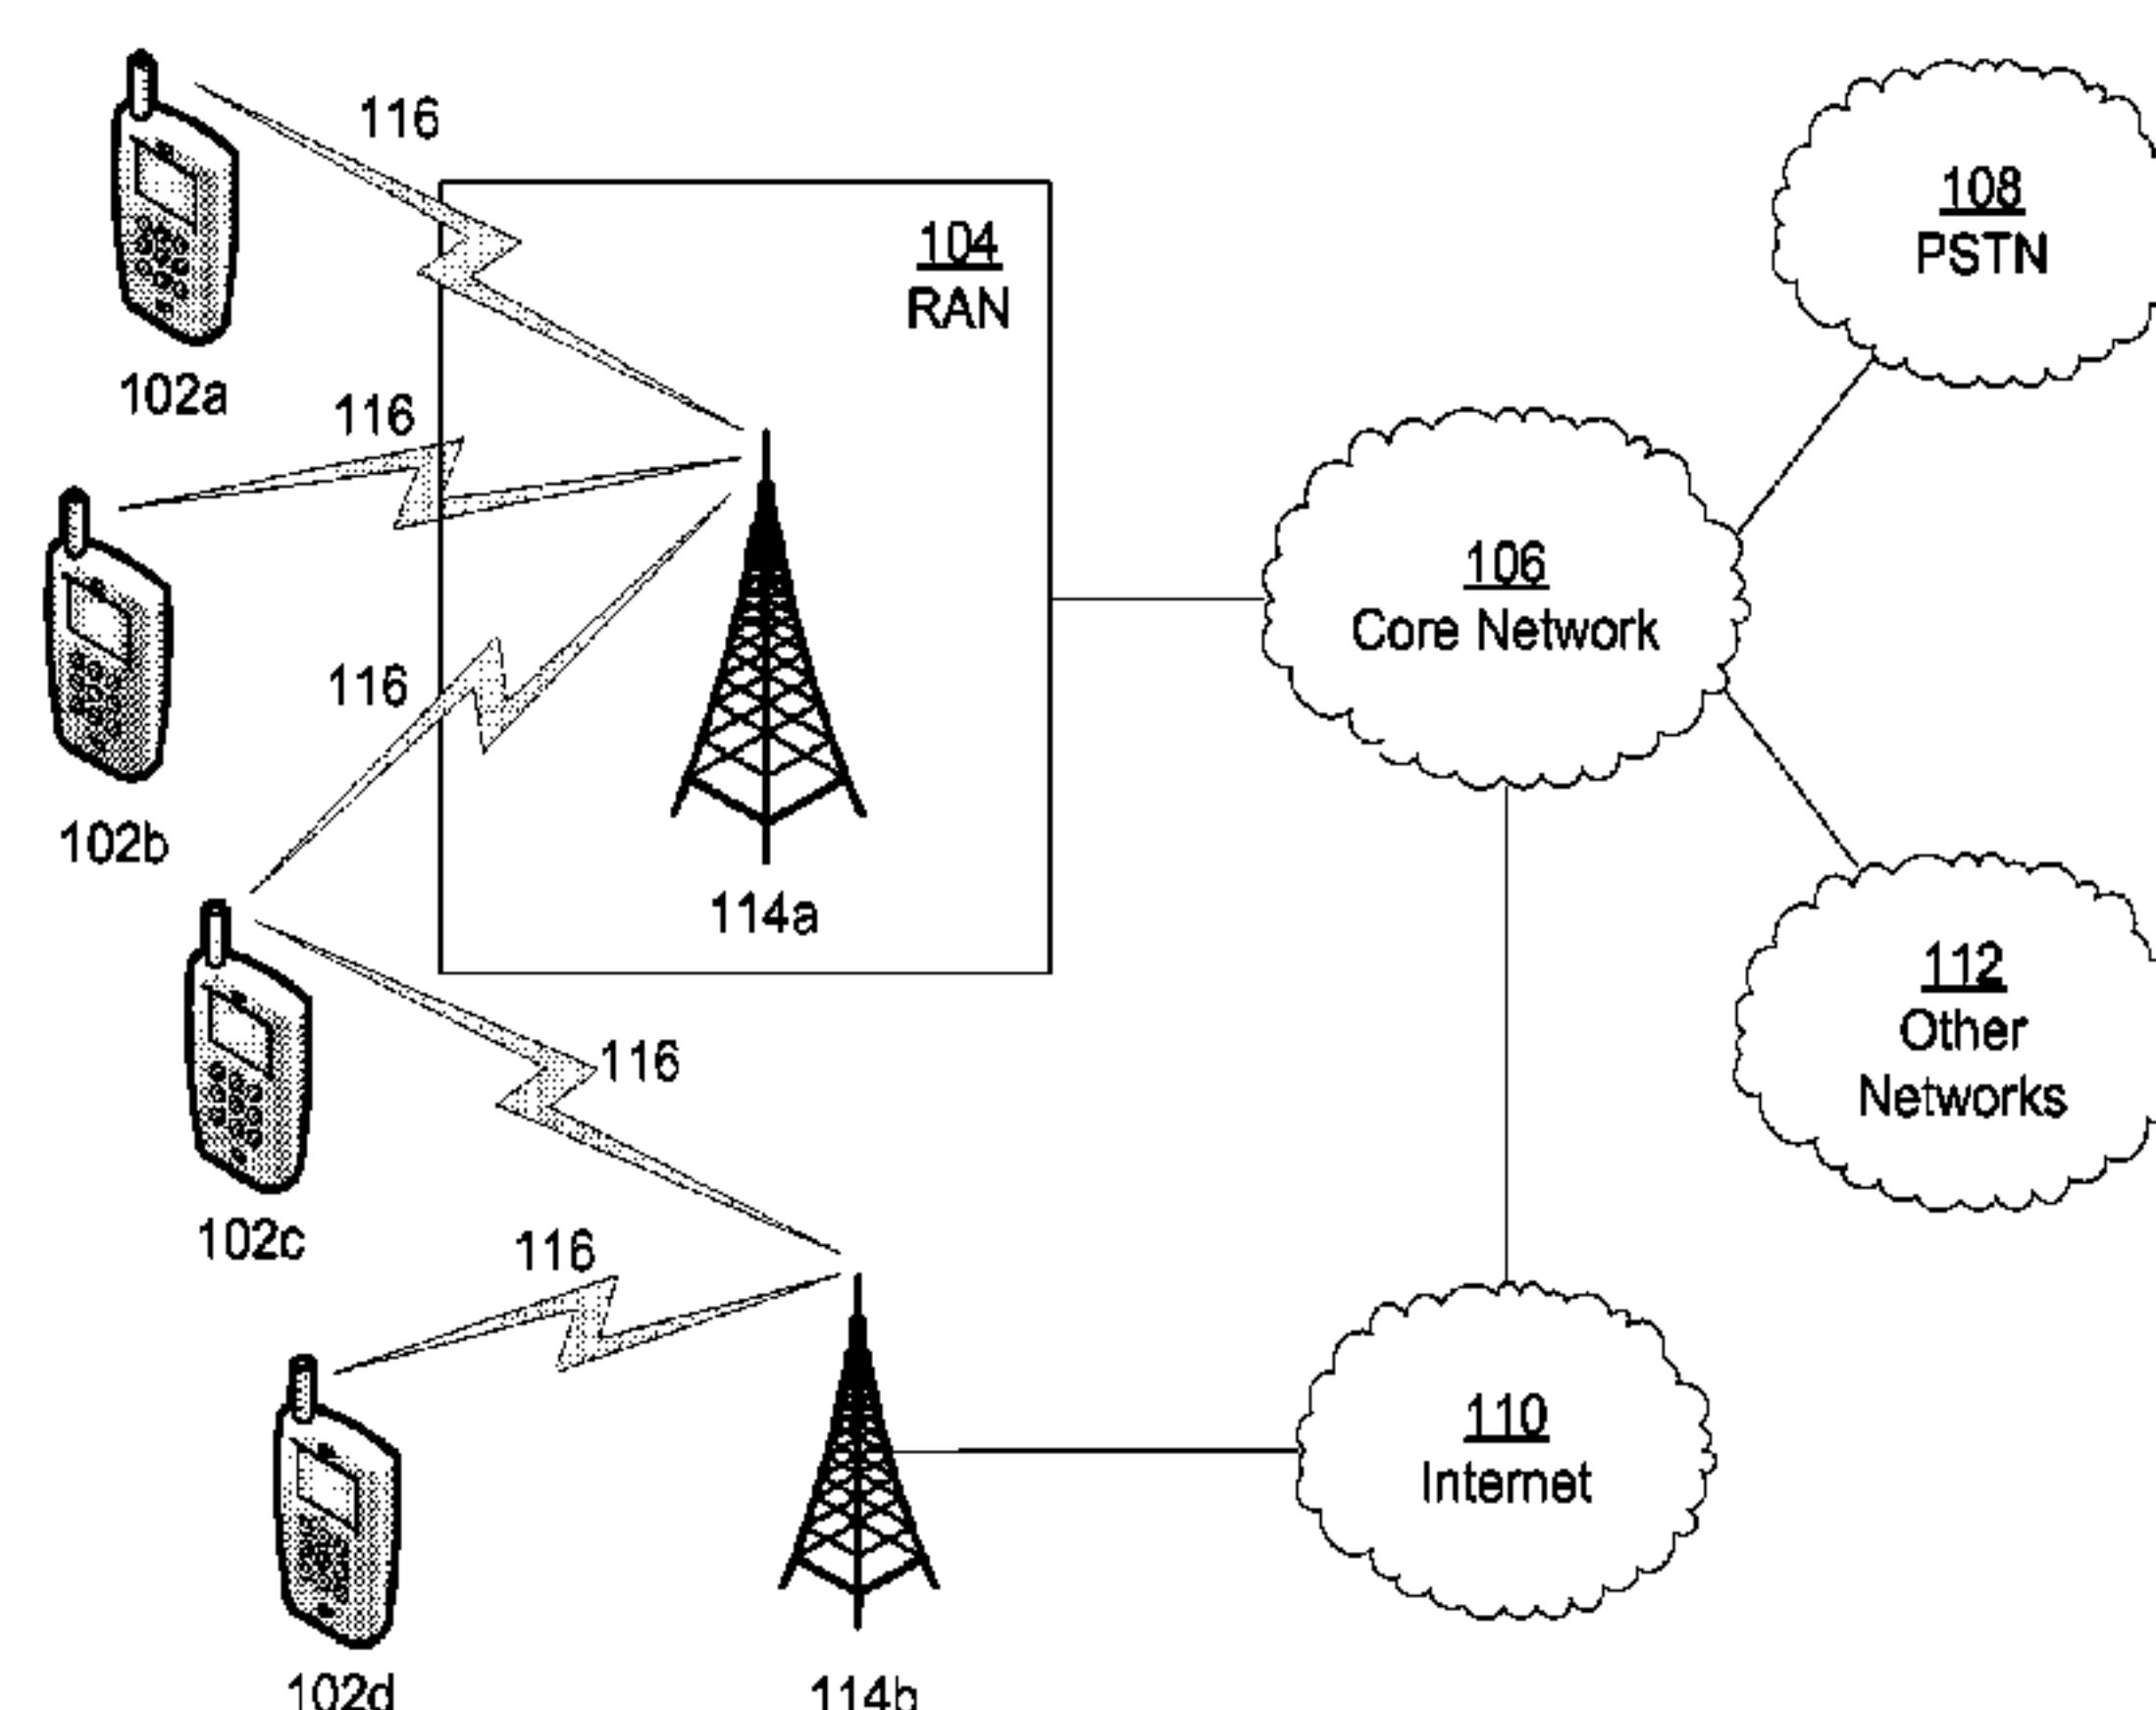 116
108
PSTN
104
RAN
102a
116
106
Core Network
116
102b
114a
112
Other
Networks
116
102c
116
110
Internet
102d
114b